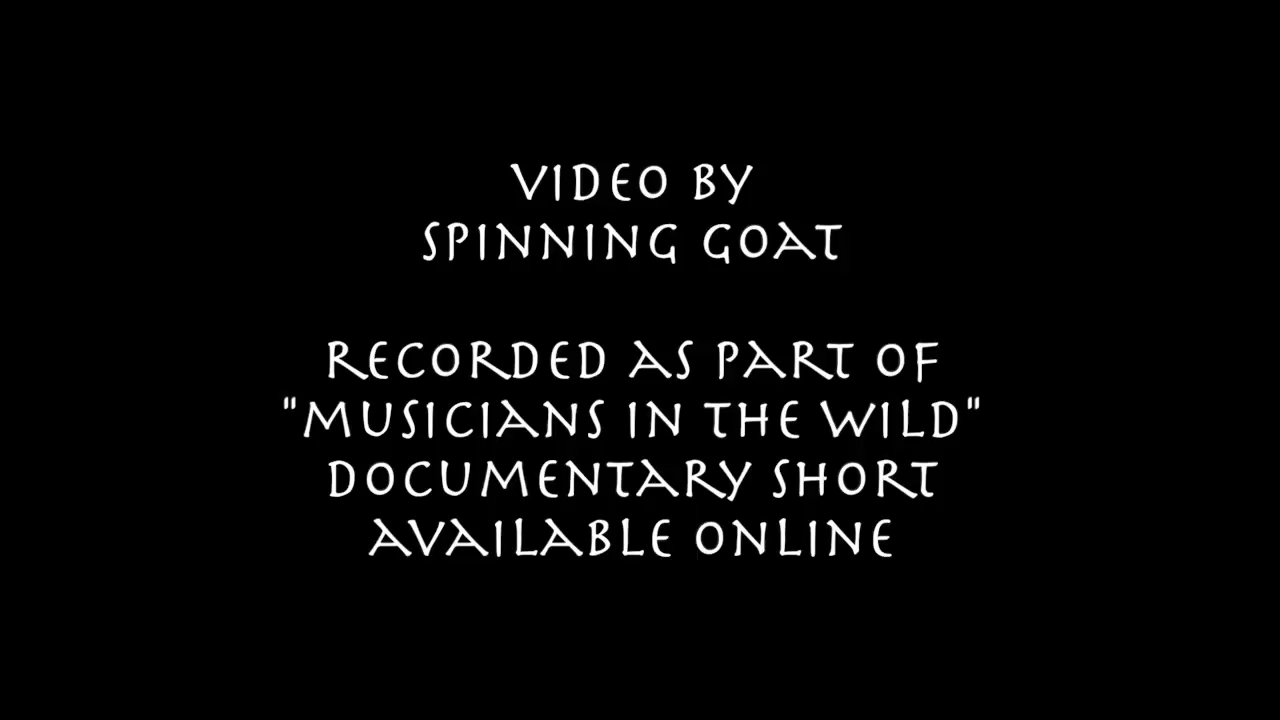 VIDEO BY
SPINNING GOAT
RECORDED AS PART OF
"MUSICIANS IN THE WILD"
DOCUMENTARY SHORT
AVAILABLE ONLINE